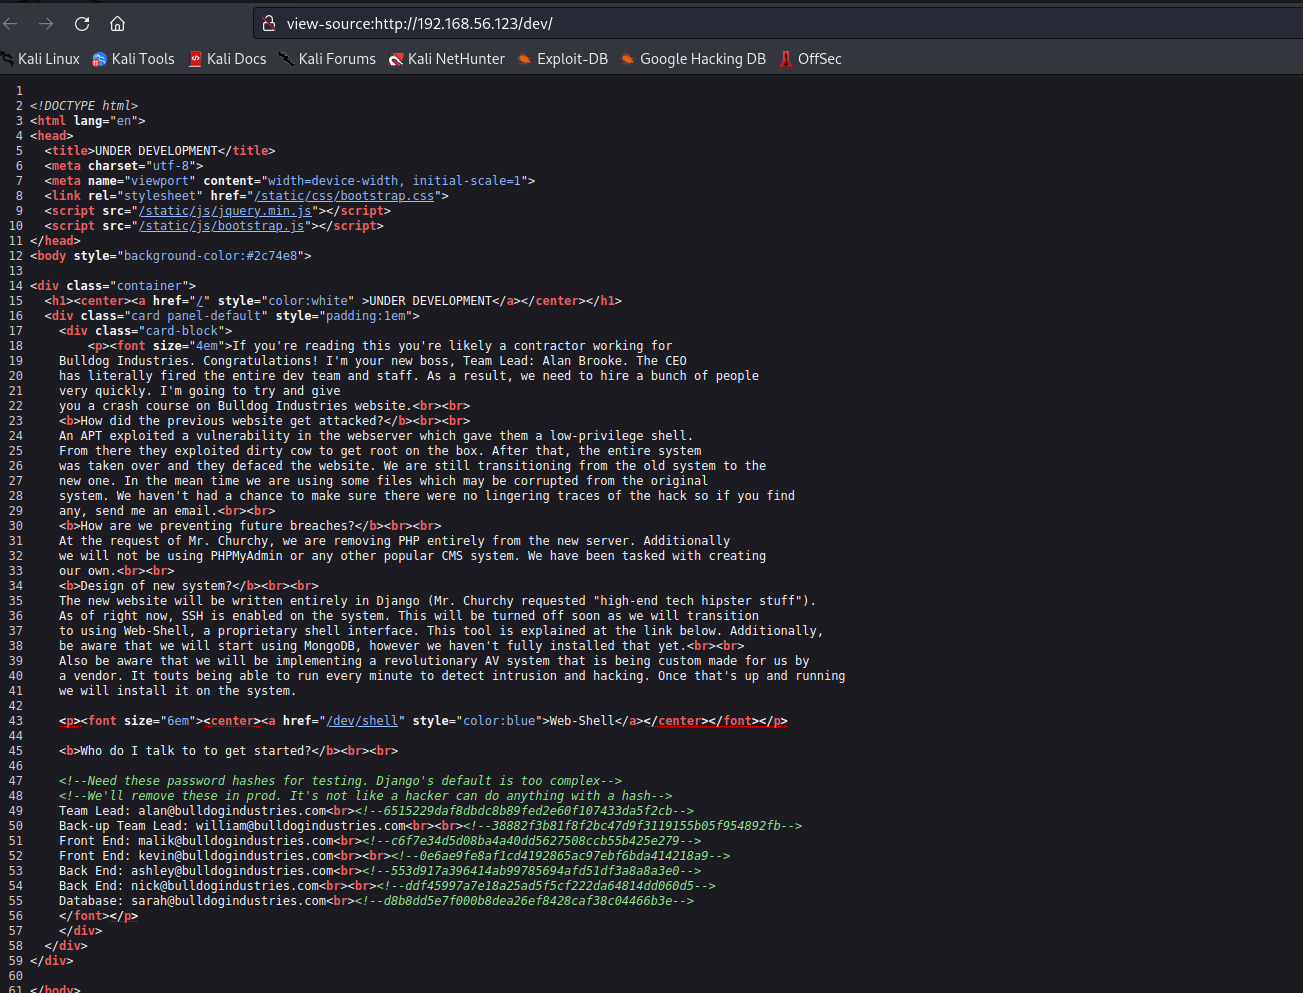 view-source:http://192.168.56.123/dev/
Kali Linux Kali Tools Kali Docs Kali Forums Kali NetHunter Exploit-DB Google Hacking DB OffSec
1
2 <!DOCTYPE html>
3 <html lang="en">
4 <head>
5 <title>UNDER DEVELOPMENT</title>
6 <meta charset="utf-8">
7 <meta name="viewport" content="width=device-width, initial-scale=1">
8 <link rel="stylesheet" href="/static/css/bootstrap.css">
9 <script src="/static/js/jquery.min.js"></script>
10 <script src="/static/js/bootstrap.js"></script>
11 </head>
12 <body style="background-color:#2c74e8">
13
14 <div class="container">
15 <h1><center><a href="/" style="color:white" >UNDER DEVELOPMENT</a></center></h1>
16 <div class="card panel-default" style="padding:1em">
17 <div class="card-block">
18 <p><font size="4em">If you're reading this you're likely a contractor working for
19 Bulldog Industries. Congratulations! I'm your new boss, Team Lead: Alan Brooke. The CEO
20 has literally fired the entire dev team and staff. As a result, we need to hire a bunch of people
21 very quickly. I'm going to try and give
22 you a crash course on Bulldog Industries website.<br><br>
23 <b>How did the previous website get attacked?</b><br><br>
24 An APT exploited a vulnerability in the webserver which gave them a low-privilege shell.
25 From there they exploited dirty cow to get root on the box. After that, the entire system
26 was taken over and they defaced the website. We are still transitioning from the old system to the
27 new one. In the mean time we are using some files which may be corrupted from the original
28 system. We haven't had a chance to make sure there were no lingering traces of the hack so if you find
29 any, send me an email.<br><br>
30 <b>How are we preventing future breaches?</b><br><br>
31 At the request of Mr. Churchy, we are removing PHP entirely from the new server. Additionally
32 we will not be using PHPMyAdmin or any other popular CMS system. We have been tasked with creating
33 our own.<br><br>
34 <b>Design of new system?</b><br><br>
35 The new website will be written entirely in Django (Mr. Churchy requested "high-end tech hipster stuff").
36 As of right now, SSH is enabled on the system. This will be turned off soon as we will transition
37 to using Web-Shell, a proprietary shell interface. This tool is explained at the link below. Additionally,
38 be aware that we will start using MongoDB, however we haven't fully installed that yet.<br><br>
39 Also be aware that we will be implementing a revolutionary AV system that is being custom made for us by
40 a vendor. It touts being able to run every minute to detect intrusion and hacking. Once that's up and running
41 we will install it on the system.
42
43 <p><font size="6em"><center><a href="/dev/shell" style="color:blue">Web-Shell</a></center></font></p>
44
45 <b>Who do I talk to to get started?</b><br><br>
46
47 <!--Need these password hashes for testing. Django's default is too complex-->
48 <!--We'll remove these in prod. It's not like a hacker can do anything with a hash-->
49 Team Lead: alan@bulldogindustries.com<br><!--6515229daf8dbdc8b89fed2e60f107433da5f2cb-->
50 Back-up Team Lead: william@bulldogindustries.com<br><br><!--38882f3b81f8f2bc47d9f3119155b05f954892fb-->
51 Front End: malik@bulldogindustries.com<br><!--c6f7e34d5d08ba4a40dd5627508ccb55b425e279-->
52 Front End: kevin@bulldogindustries.com<br><br><!--0e6ae9fe8af1cd4192865ac97ebf6bda414218a9-->
53 Back End: ashley@bulldogindustries.com<br><!--553d917a396414ab99785694afd51df3a8a8a3e0-->
54 Back End: nick@bulldogindustries.com<br><br><!--ddf45997a7e18a25ad5f5cf222da64814dd060d5-->
55 Database: sarah@bulldogindustries.com<br><!--d8b8dd5e7f000b8dea26ef8428caf38c04466b3e-->
56 </font></p>
57 </div>
58 </div>
59 </div>
60
61 </body>